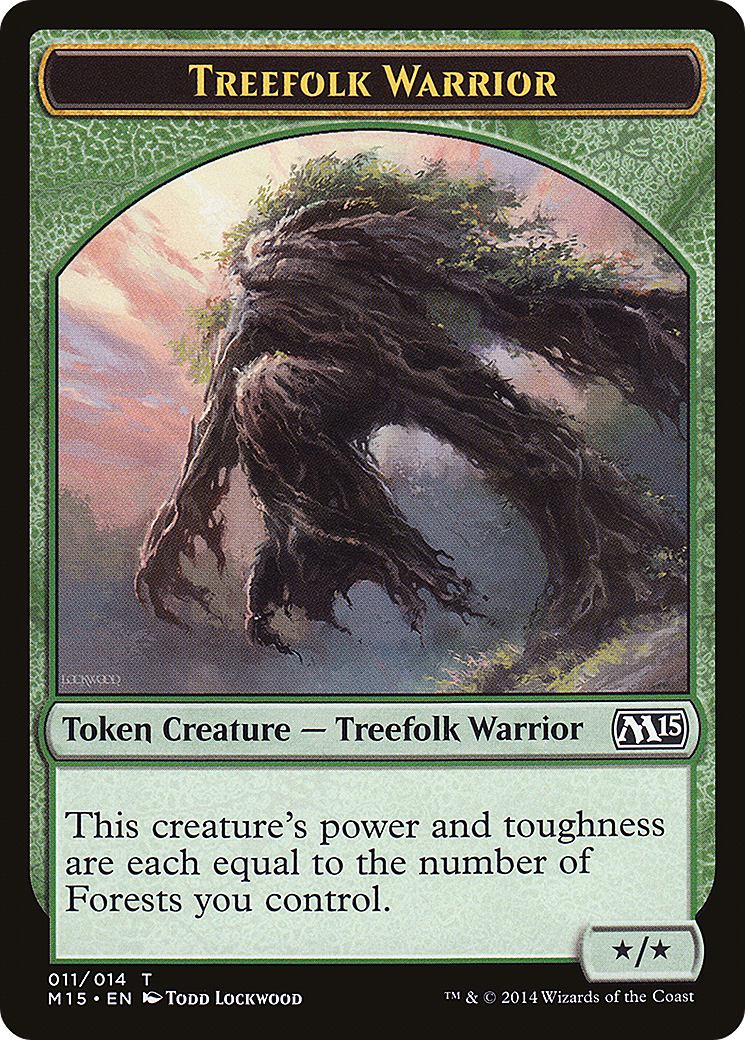 Treefolk Warrior
LOCKWOOD
Token Creature — Treefolk Warrior
M15
This creature's power and toughness
are each equal to the number of
Forests you control.
★/★
011/014 T
M15 • EN Todd Lockwood
™ & © 2014 Wizards of the Coast